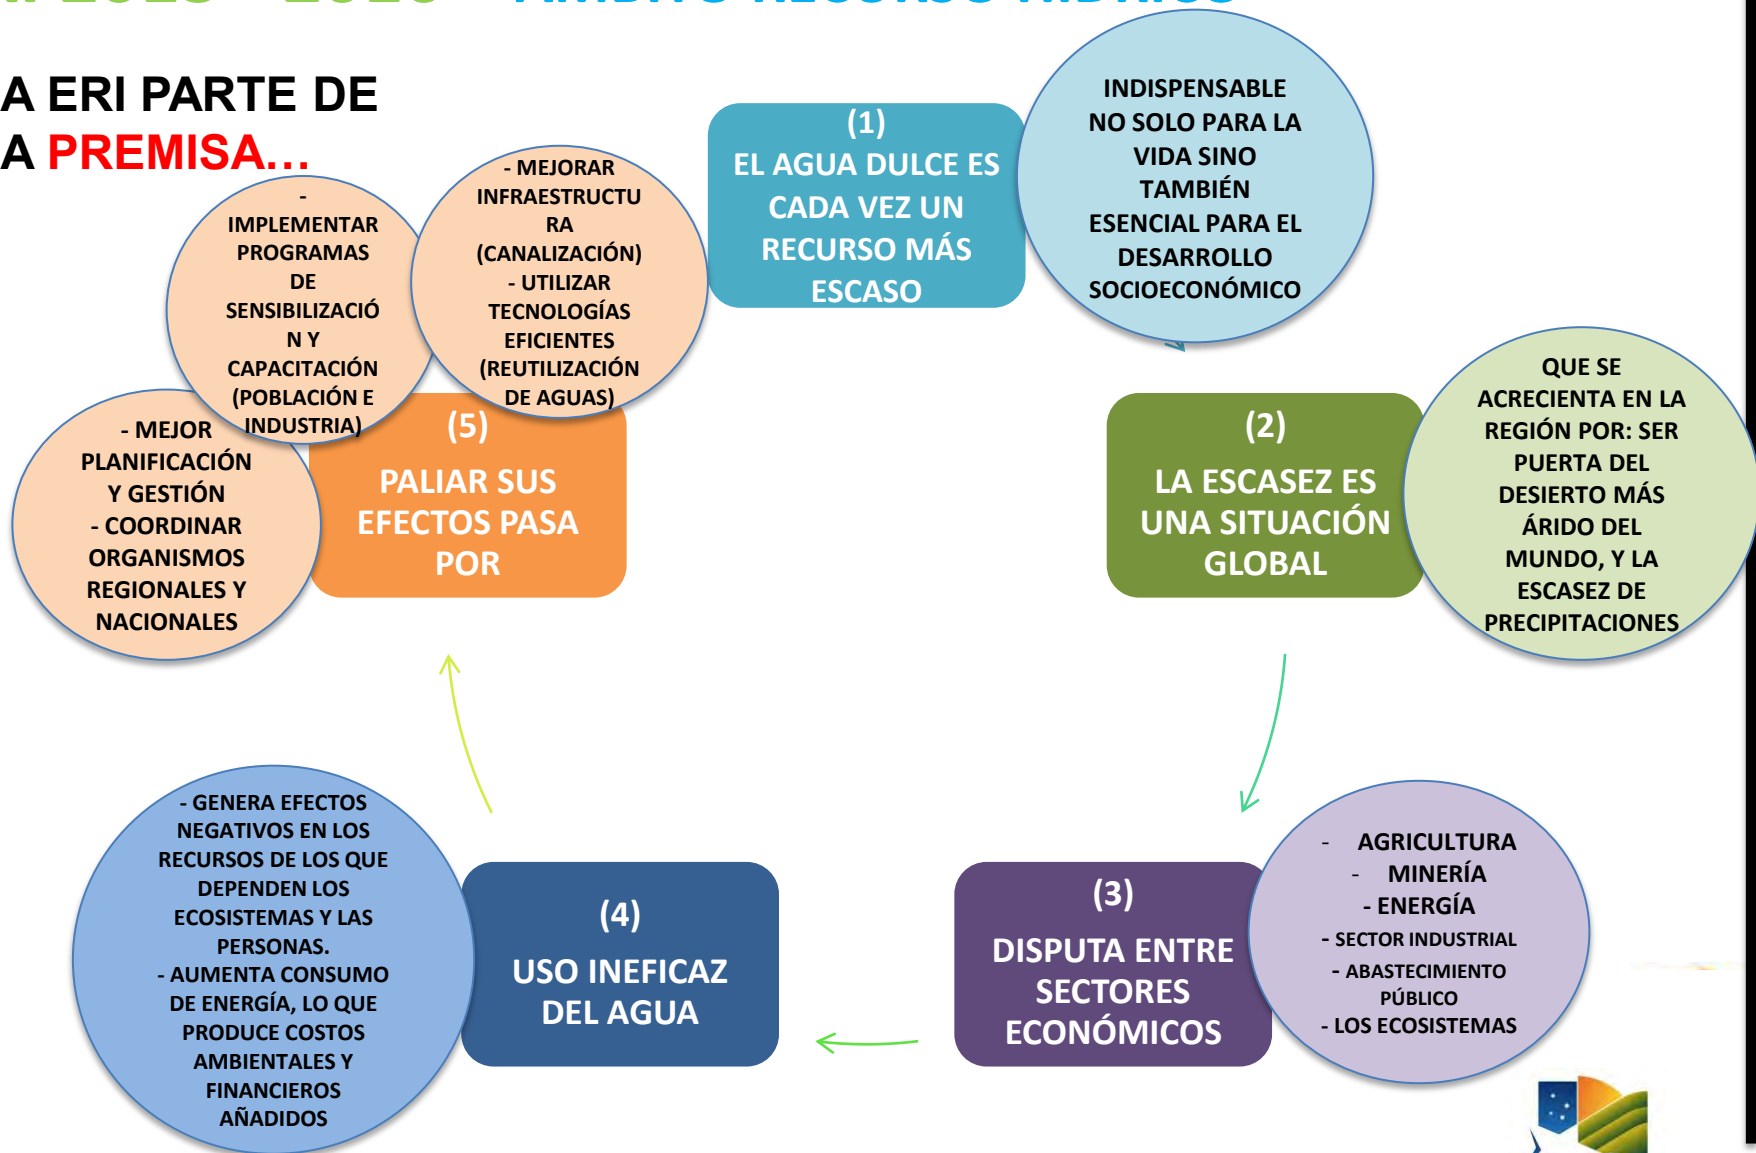 A ERI PARTE DE
A PREMISA...
(1)
EL AGUA DULCE ES
CADA VEZ UN
RECURSO MÁS
ESCASO
INDISPENSABLE
NO SOLO PARA LA
VIDA SINO
TAMBIÉN
ESENCIAL PARA EL
DESARROLLO
SOCIOECONÓMICO
(2)
LA ESCASEZ ES
UNA SITUACIÓN
GLOBAL
QUE SE
ACRECIENTA EN LA
REGIÓN POR: SER
PUERTA DEL
DESIERTO MÁS
ÁRIDO DEL
MUNDO, Y LA
ESCASEZ DE
PRECIPITACIONES
(3)
DISPUTA ENTRE
SECTORES
ECONÓMICOS
- AGRICULTURA
- MINERÍA
- ENERGÍA
- SECTOR INDUSTRIAL
- ABASTECIMIENTO
PÚBLICO
- LOS ECOSISTEMAS
(4)
USO INEFICAZ
DEL AGUA
- GENERA EFECTOS
NEGATIVOS EN LOS
RECURSOS DE LOS QUE
DEPENDEN LOS
ECOSISTEMAS Y LAS
PERSONAS.
- AUMENTA CONSUMO
DE ENERGÍA, LO QUE
PRODUCE COSTOS
AMBIENTALES Y
FINANCIEROS
AÑADIDOS
(5)
PALIAR SUS
EFECTOS PASA
POR
- MEJOR
PLANIFICACIÓN
Y GESTIÓN
- COORDINAR
ORGANISMOS
REGIONALES Y
NACIONALES
-
IMPLEMENTAR
PROGRAMAS
DE
SENSIBILIZACIÓ
N Y
CAPACITACIÓN
(POBLACIÓN E
INDUSTRIA)
- MEJORAR
INFRAESTRUCTU
RA
(CANALIZACIÓN)
- UTILIZAR
TECNOLOGÍAS
EFICIENTES
(REUTILIZACIÓN
DE AGUAS)